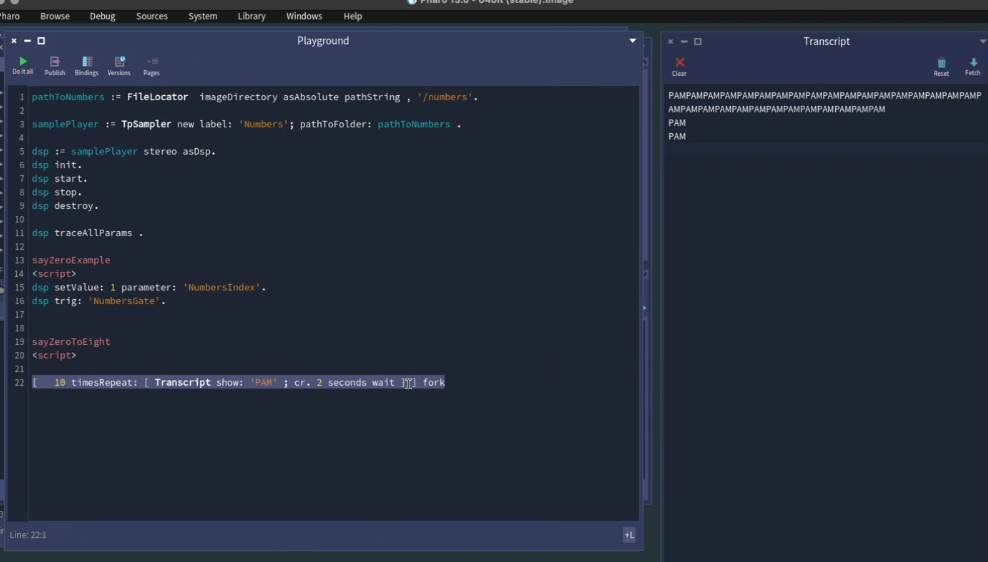 Pharo 13.0 - 64bit (stable).image
haro Browse Debug Sources System Library Windows Help
Playground
Do it all Publish Bindings Versions Pages
1 pathToNumbers := FileLocator  imageDirectory asAbsolute pathString , '/numbers'.
2
3 samplePlayer := TpSampler new label: 'Numbers'; pathToFolder: pathToNumbers .
4
5 dsp := samplePlayer stereo asDsp.
6 dsp init.
7 dsp start.
8 dsp stop.
9 dsp destroy.
10
11 dsp traceAllParams .
12
13 sayZeroExample
14 <script>
15 dsp setValue: 1 parameter: 'NumbersIndex'.
16 dsp trig: 'NumbersGate'.
17
18
19 sayZeroToEight
20 <script>
21
22 [   10 timesRepeat: [ Transcript show: 'PAM' ; cr. 2 seconds wait ] ] fork
Line: 22:1
+L
Transcript
Clear Reset Fetch
PAMPAMPAMPAMPAMPAMPAMPAMPAMPAMPAMPAMPAMPAMPAMPAMPAMPAMP
AMPAMPAMPAMPAMPAMPAMPAMPAMPAMPAMPAMPAM
PAM
PAM